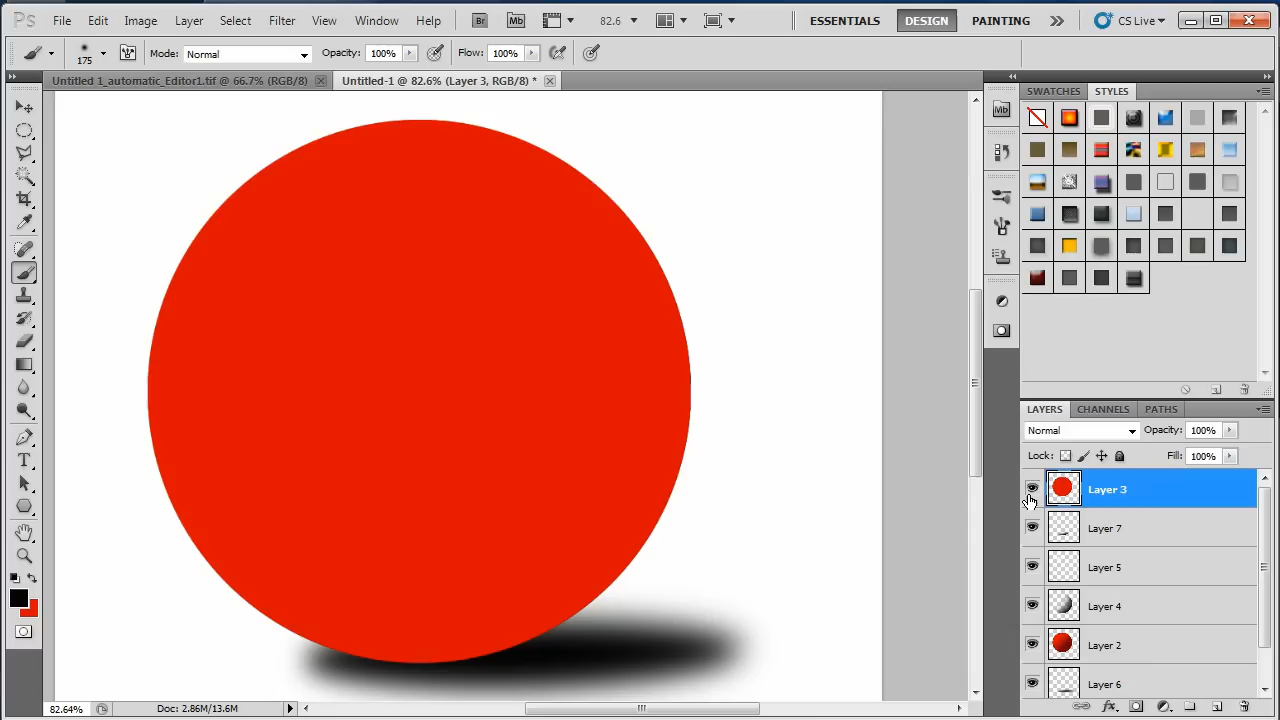 Ps File Edit Image Layer Select Filter View Window Help Br Mb 82.6 ESSENTIALS DESIGN PAINTING CS Live
175 Mode: Normal Opacity: 100% Flow: 100%
Untitled 1_automatic_Editor1.tif @ 66.7% (RGB/8) Untitled-1 @ 82.6% (Layer 3, RGB/8) *
SWATCHES STYLES
Mb
LAYERS CHANNELS PATHS
Normal Opacity: 100%
Lock: Fill: 100%
Layer 3
Layer 7
Layer 5
Layer 4
Layer 2
Layer 6
T
82.64% Doc: 2.86M/13.6M
fx